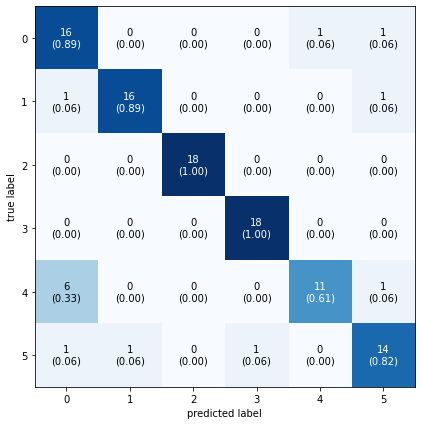 true label
0
16 0 0 0 1 1
(0.89) (0.00) (0.00) (0.00) (0.06) (0.06)
1
1 16 0 0 0 1
(0.06) (0.89) (0.00) (0.00) (0.00) (0.06)
2
0 0 18 0 0 0
(0.00) (0.00) (1.00) (0.00) (0.00) (0.00)
3
0 0 0 18 0 0
(0.00) (0.00) (0.00) (1.00) (0.00) (0.00)
4
6 0 0 0 11 1
(0.33) (0.00) (0.00) (0.00) (0.61) (0.06)
5
1 1 0 1 0 14
(0.06) (0.06) (0.00) (0.06) (0.00) (0.82)
0 1 2 3 4 5
predicted label